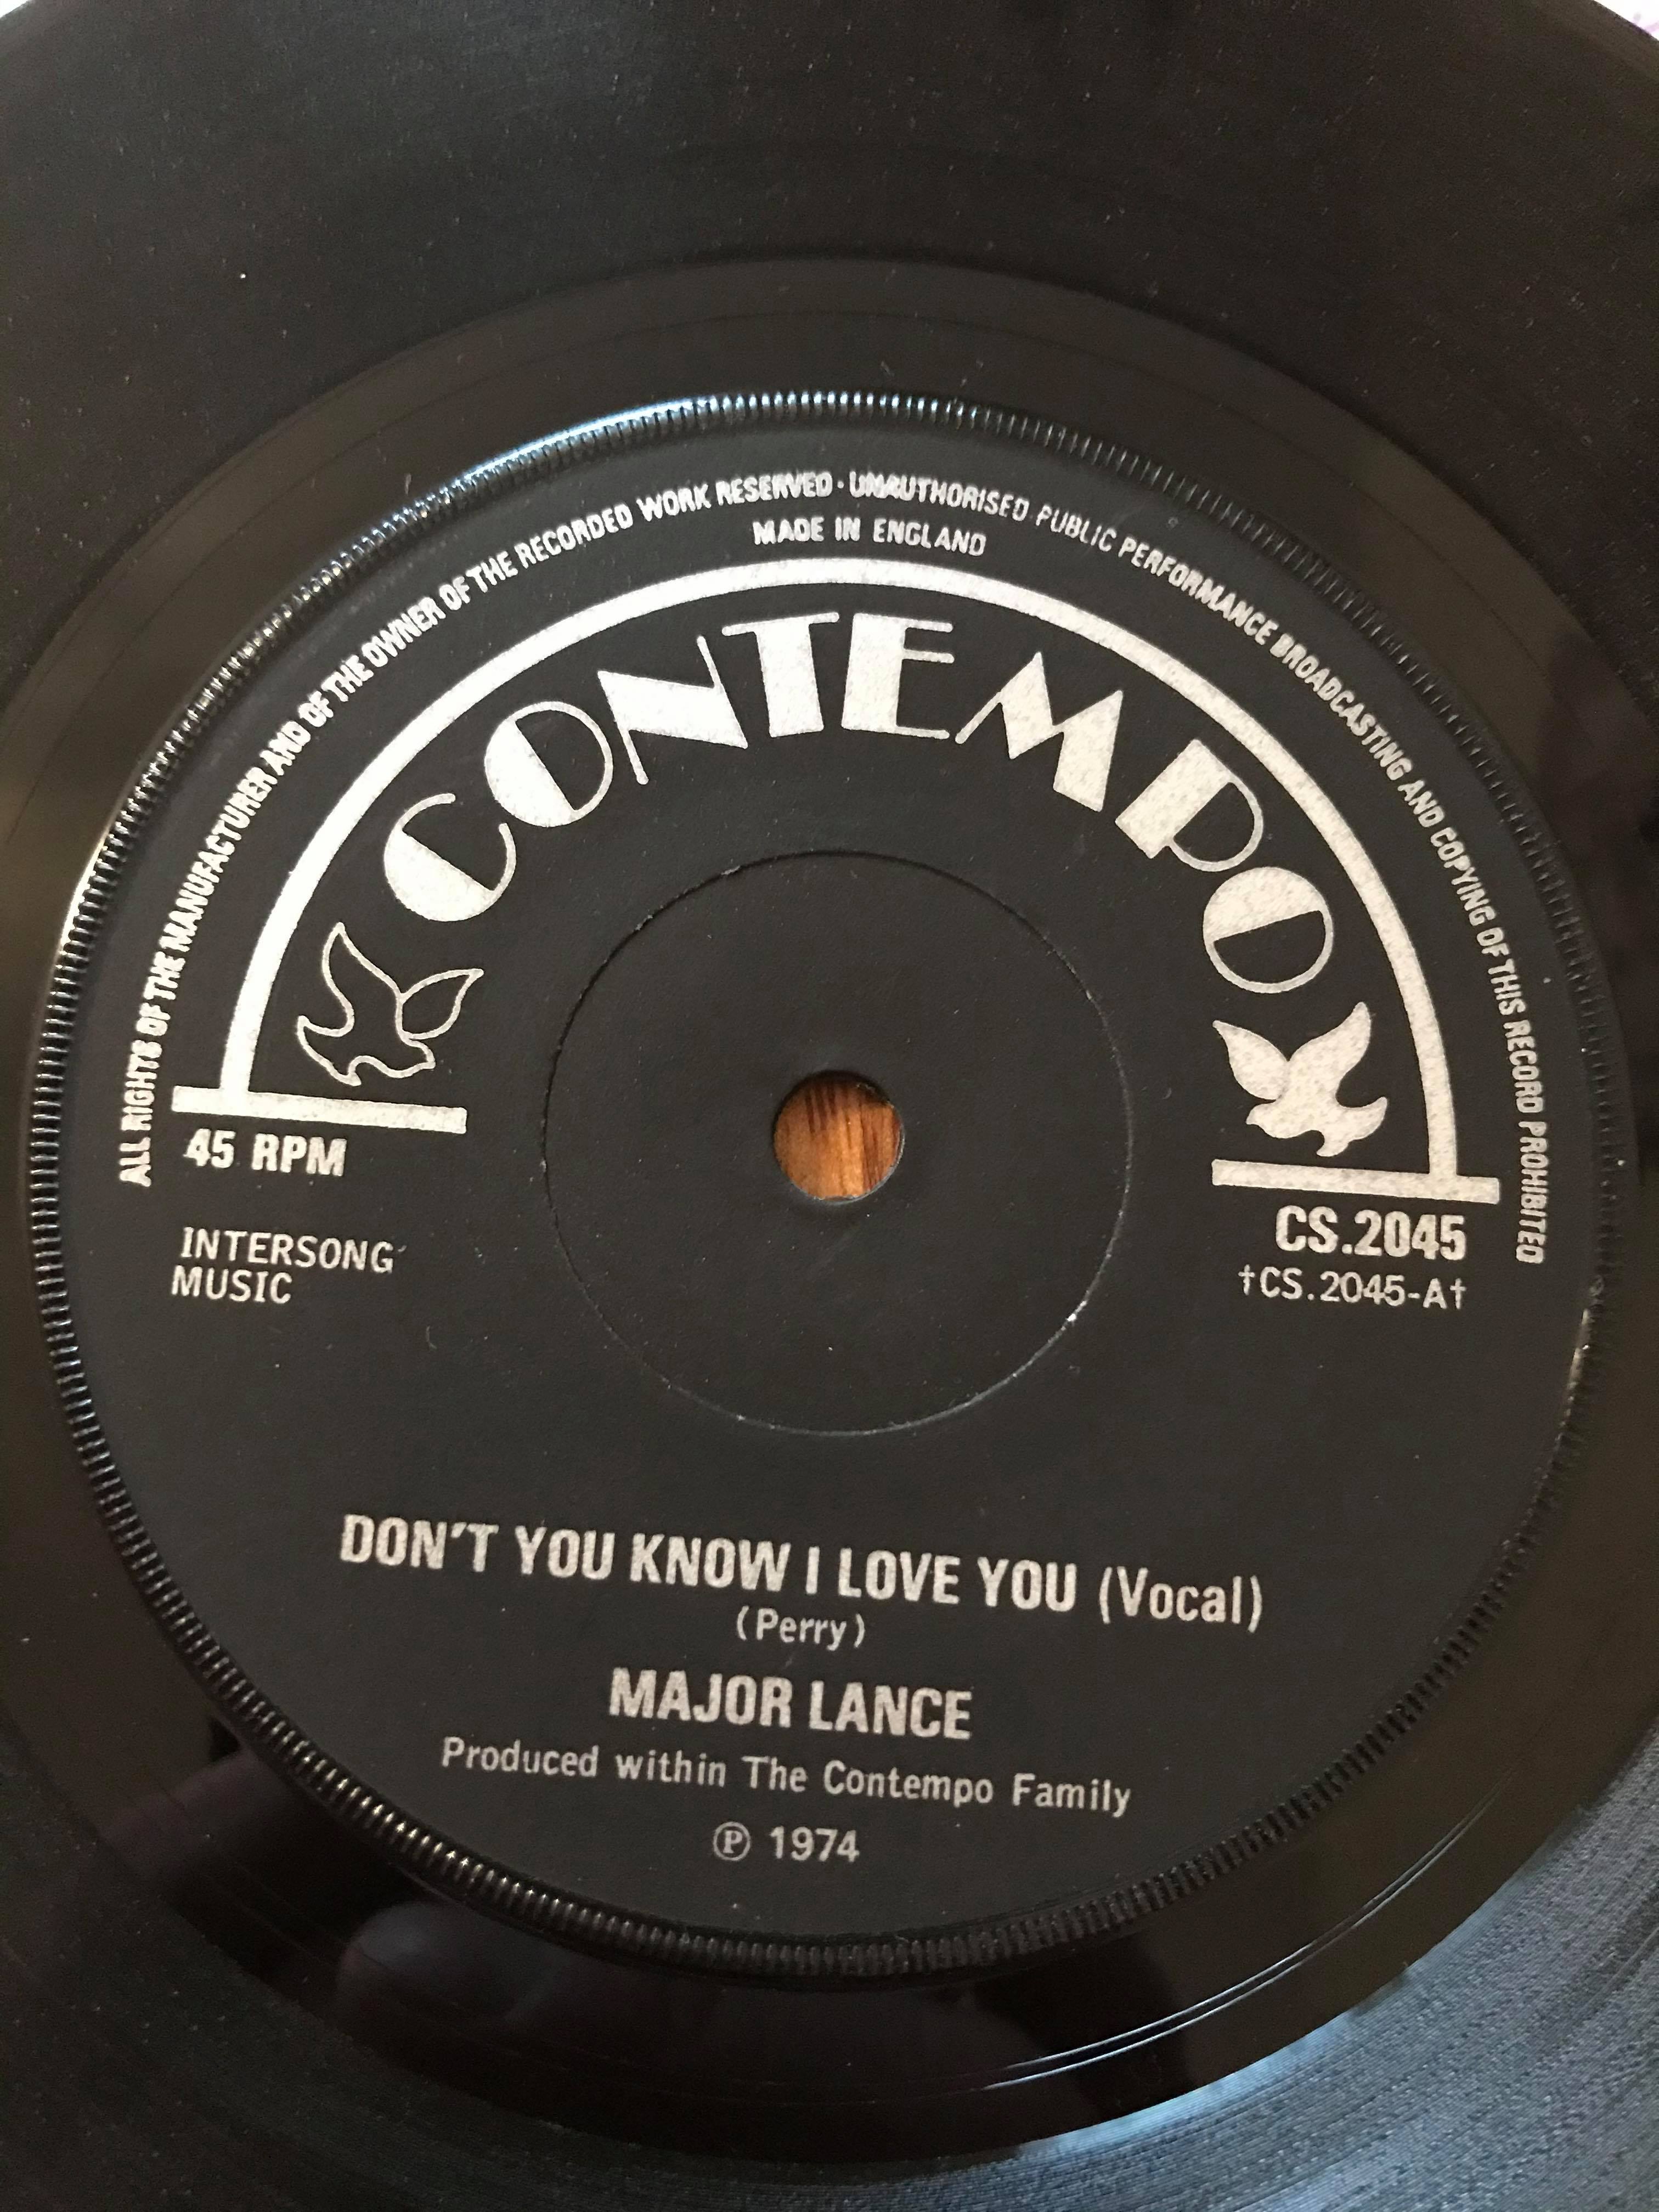 ALL RIGHTS OF THE MANUFACTURER AND OF THE OWNER OF THE RECORDED WORK RESERVED · UNAUTHORISED PUBLIC PERFORMANCE BROADCASTING AND COPYING OF THIS RECORD PROHIBITED
MADE IN ENGLAND
CONTEMPO
45 RPM
INTERSONG
MUSIC
CS.2045
†CS.2045-A†
DON'T YOU KNOW I LOVE YOU (Vocal)
(Perry)
MAJOR LANCE
Produced within The Contempo Family
℗ 1974